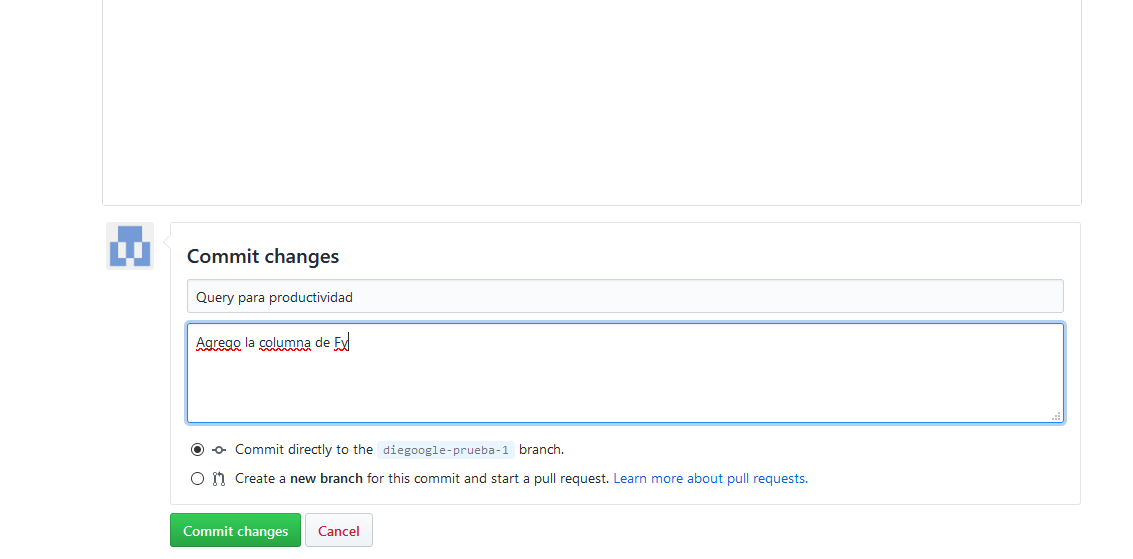 Commit changes
Query para productividad
Agrego la columna de Fy
Commit directly to the diegoogle-prueba-1 branch.
Create a new branch for this commit and start a pull request. Learn more about pull requests.
Commit changes Cancel